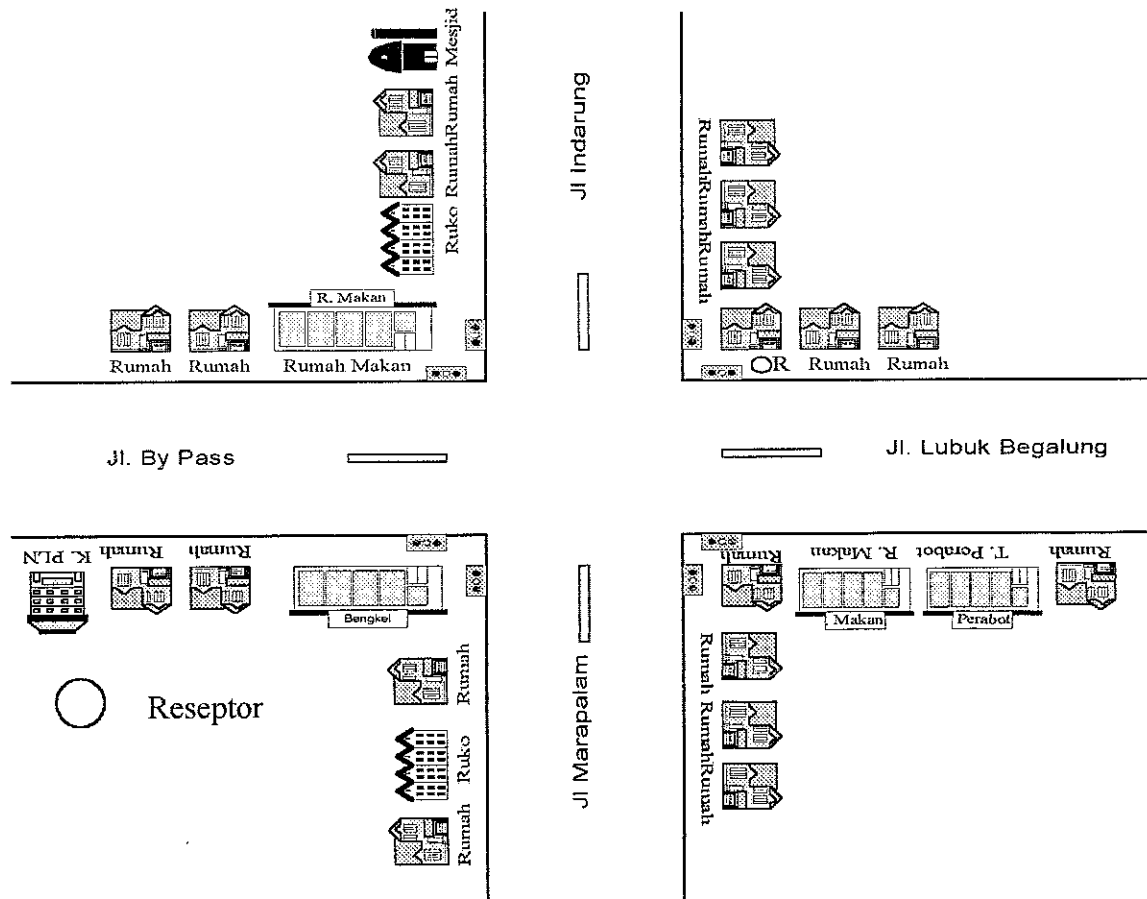 Mesjid
Rumah
Rumah
Ruko
Jl Indarung
Rumah
Rumah
Rumah
R. Makan
Rumah
Rumah
Rumah Makan
R
Rumah
Rumah
Jl. By Pass
Jl. Lubuk Begalung
K. PLN
Rumah
Rumah
Bengkel
Rumah
R. Makan
T. Perabot
Rumah
Makan
Perabot
Rumah
Ruko
Rumah
Reseptor
Jl Marapalam
Rumah
Rumah
Rumah